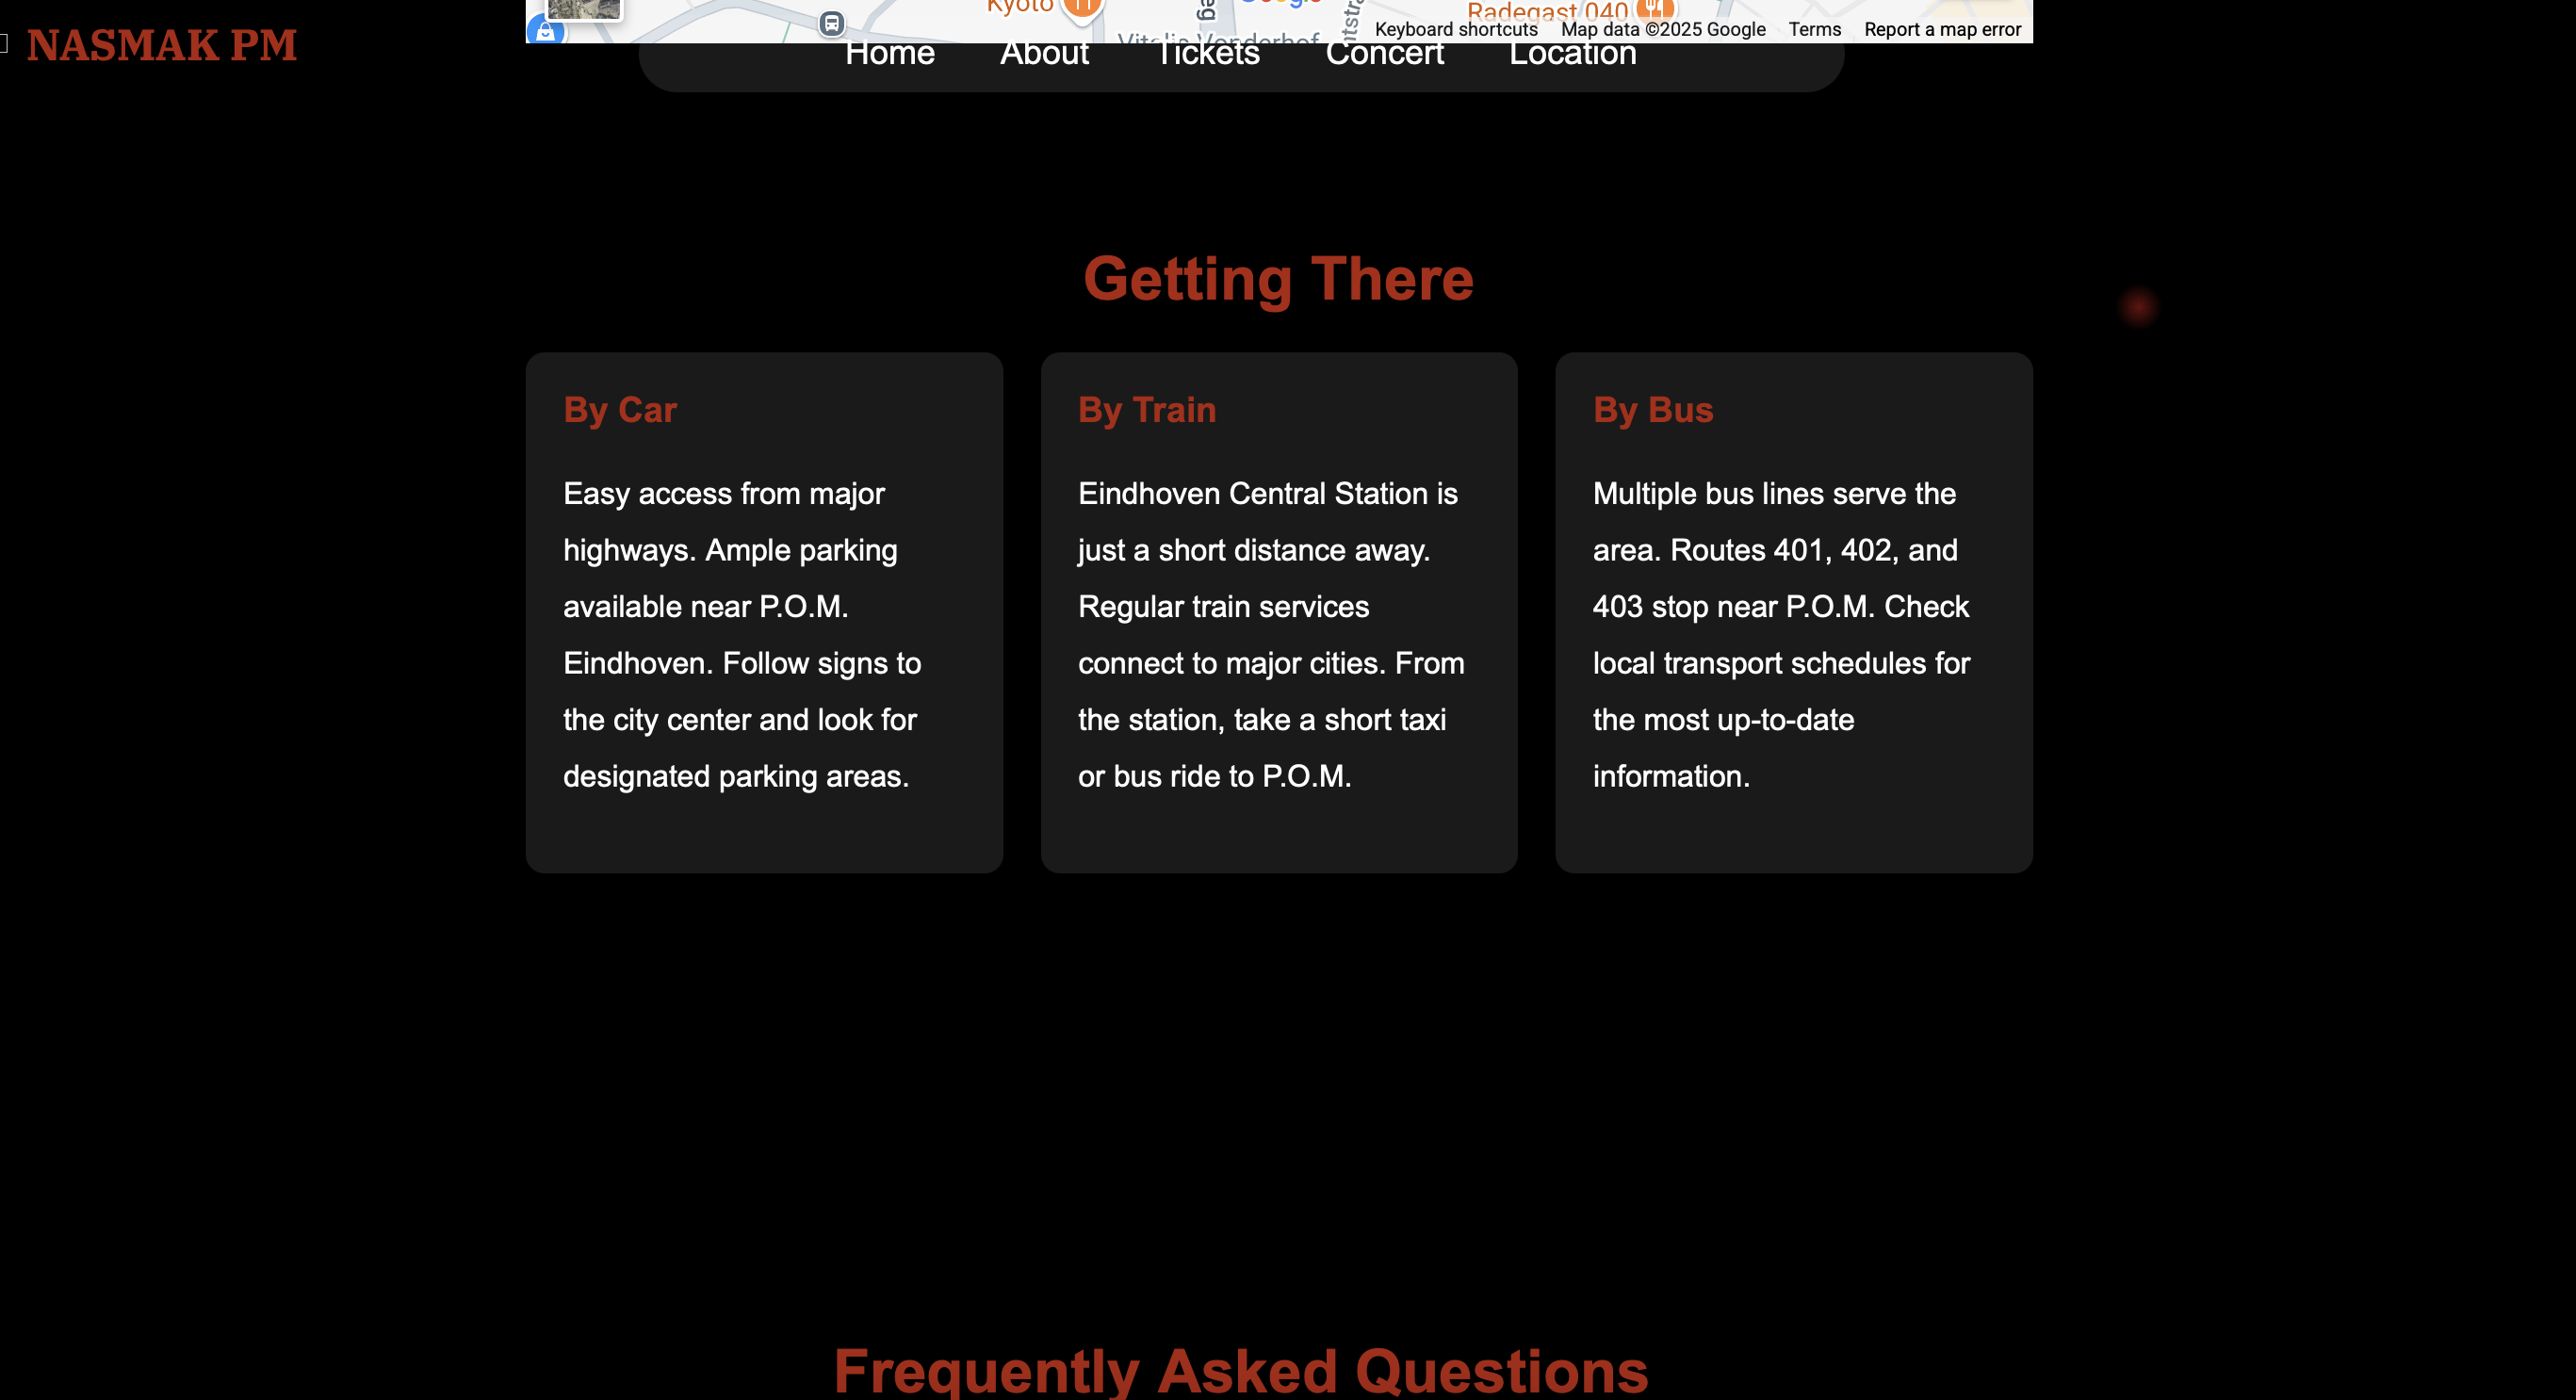 Kyoto
Radegast 040
Keyboard shortcuts Map data ©2025 Google Terms Report a map error
NASMAK PM
Home About Tickets Concert Location
Getting There
By Car
Easy access from major
highways. Ample parking
available near P.O.M.
Eindhoven. Follow signs to
the city center and look for
designated parking areas.
By Train
Eindhoven Central Station is
just a short distance away.
Regular train services
connect to major cities. From
the station, take a short taxi
or bus ride to P.O.M.
By Bus
Multiple bus lines serve the
area. Routes 401, 402, and
403 stop near P.O.M. Check
local transport schedules for
the most up-to-date
information.
Frequently Asked Questions